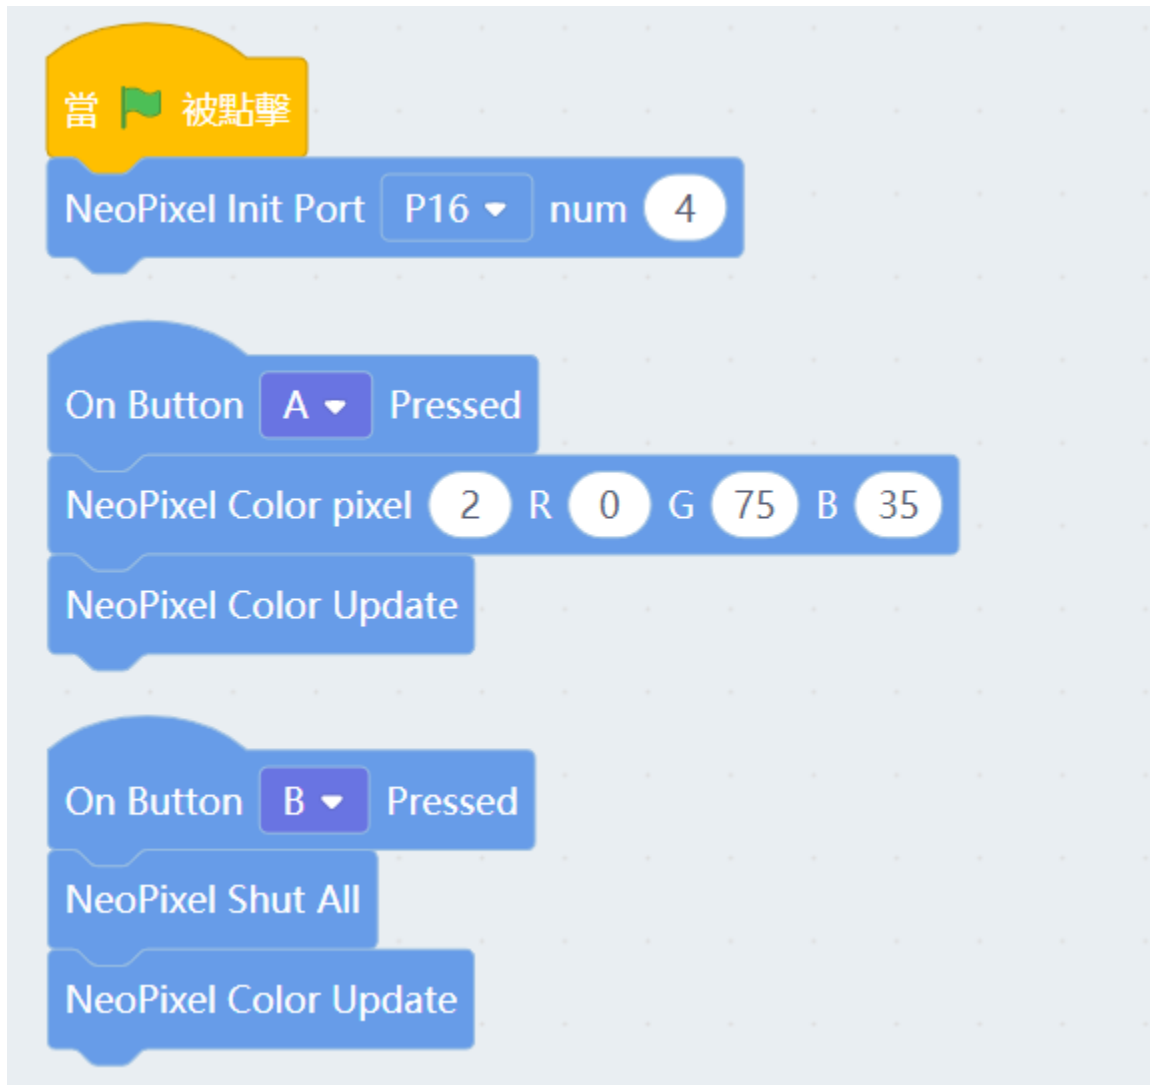 當 被點擊
NeoPixel Init Port P16 num 4
On Button A Pressed
NeoPixel Color pixel 2 R 0 G 75 B 35
NeoPixel Color Update
On Button B Pressed
NeoPixel Shut All
NeoPixel Color Update